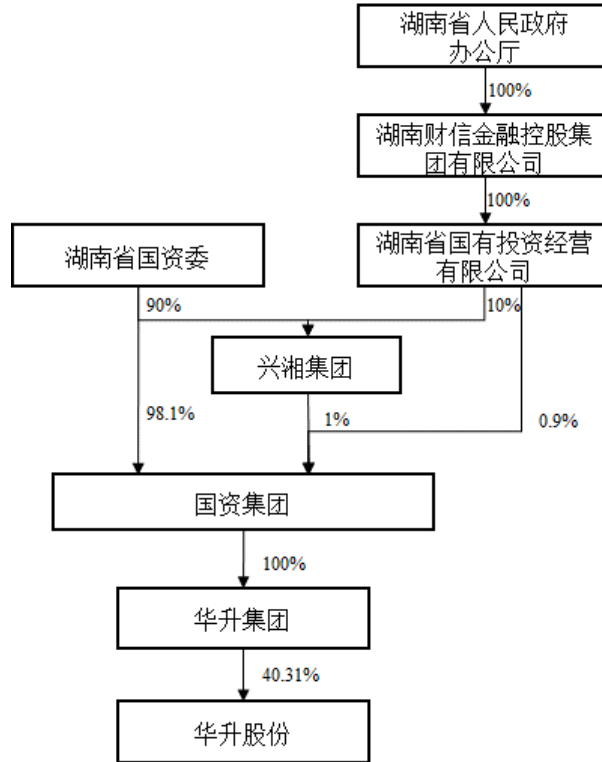 湖南省人民政府
办公厅
100%
湖南财信金融控股集
团有限公司
100%
湖南省国资委
湖南省国有投资经营
有限公司
90%
10%
兴湘集团
98.1%
1%
0.9%
国资集团
100%
华升集团
40.31%
华升股份